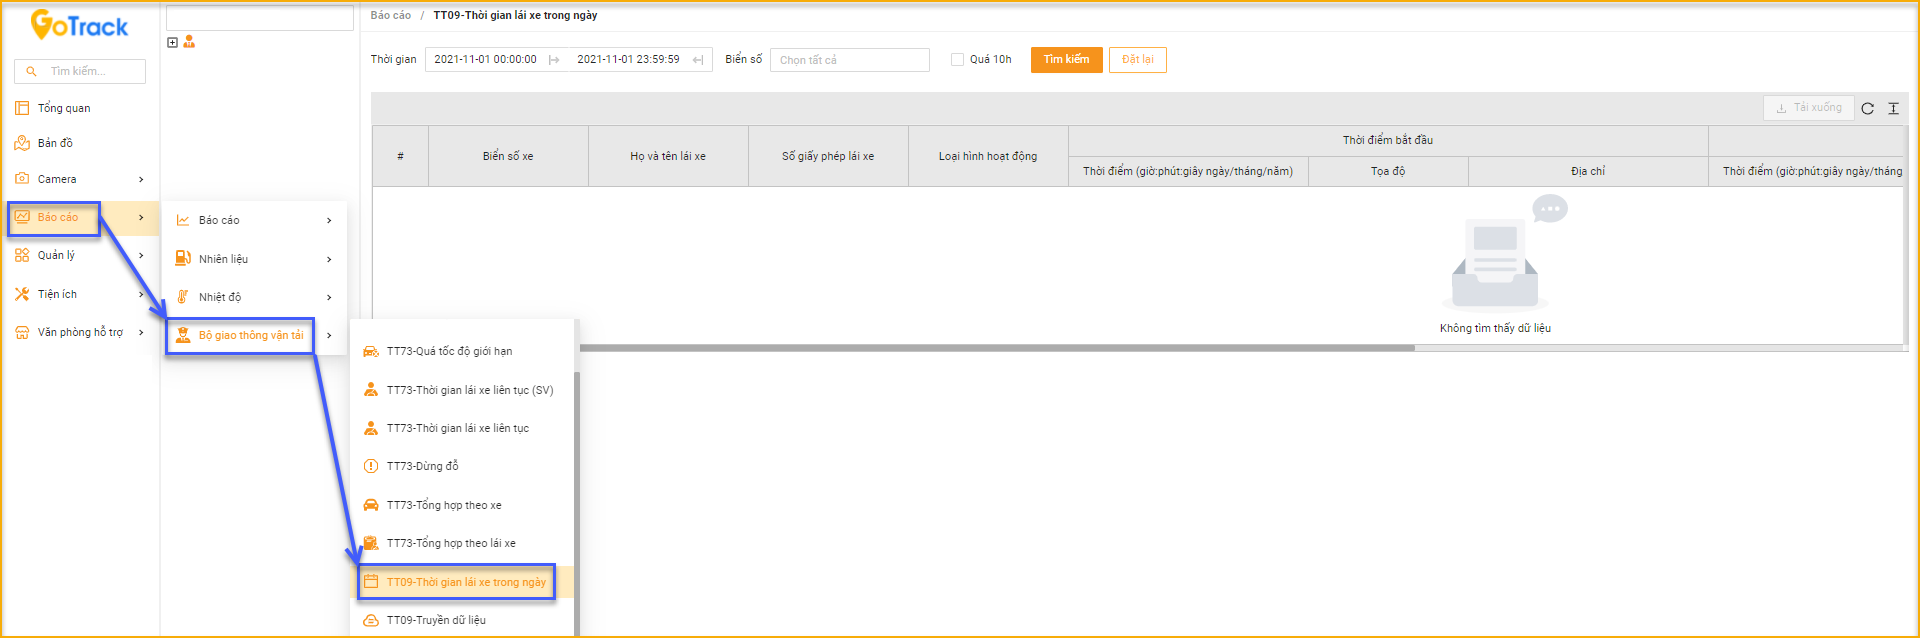 GoTrack
Tìm kiếm...
Tổng quan
Bản đồ
Camera
Báo cáo
Quản lý
Tiện ích
Văn phòng hỗ trợ
Báo cáo
Nhiên liệu
Nhiệt độ
Bộ giao thông vận tải
TT73-Quá tốc độ giới hạn
TT73-Thời gian lái xe liên tục (SV)
TT73-Thời gian lái xe liên tục
TT73-Dừng đỗ
TT73-Tổng hợp theo xe
TT73-Tổng hợp theo lái xe
TT09-Thời gian lái xe trong ngày
TT09-Truyền dữ liệu
Báo cáo / TT09-Thời gian lái xe trong ngày
Thời gian 2021-11-01 00:00:00 2021-11-01 23:59:59 Biển số Chọn tất cả Quá 10h Tìm kiếm Đặt lại
Tải xuống
# Biển số xe Họ và tên lái xe Số giấy phép lái xe Loại hình hoạt động Thời điểm bắt đầu
Thời điểm (giờ:phút:giây ngày/tháng/năm) Tọa độ Địa chỉ Thời điểm (giờ:phút:giây ngày/tháng
Không tìm thấy dữ liệu